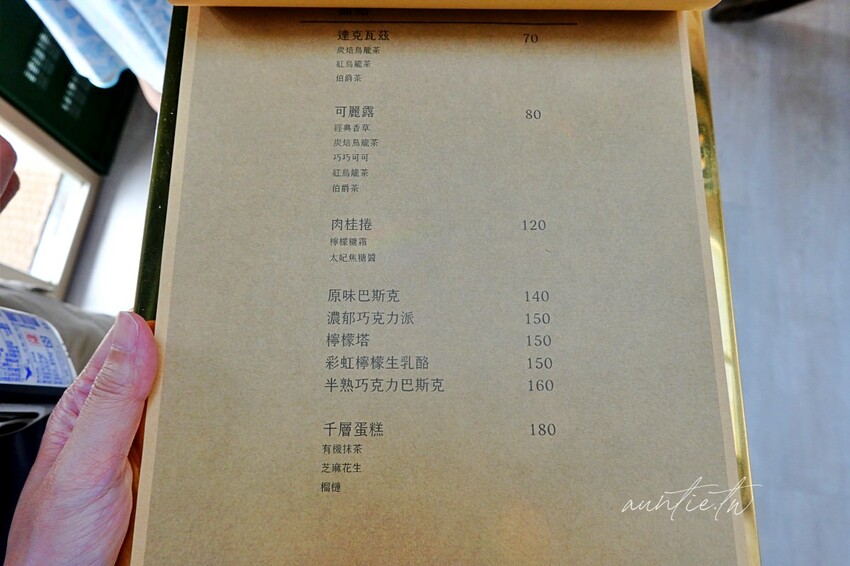 達克瓦茲 70
炭焙烏龍茶
紅烏龍茶
伯爵茶
可麗露 80
經典香草
炭焙烏龍茶
巧巧可可
紅烏龍茶
伯爵茶
肉桂捲 120
檸檬糖霜
太妃焦糖醬
原味巴斯克 140
濃郁巧克力派 150
檸檬塔 150
彩虹檸檬生乳酪 150
半熟巧克力巴斯克 160
千層蛋糕 180
有機抹茶
芝麻花生
榴槤
auntie.tw